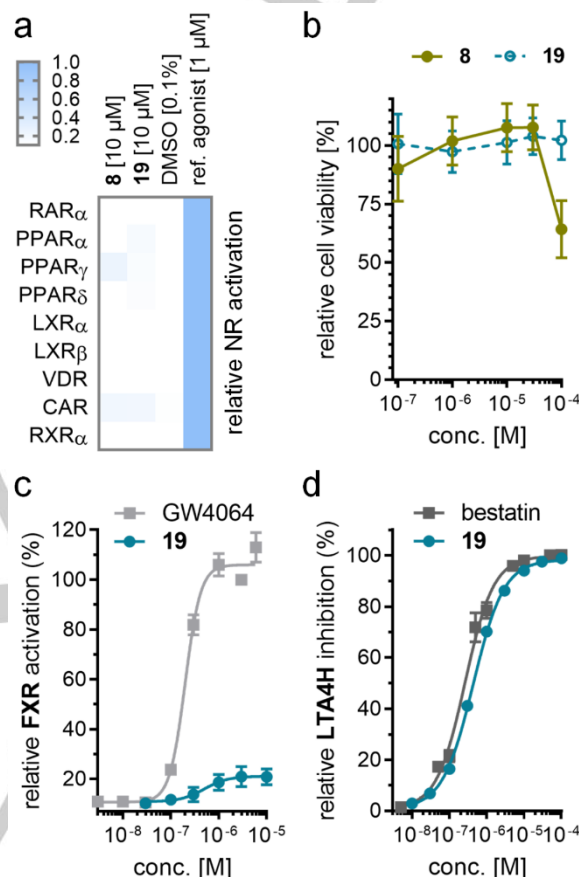 a
1.0
0.8
0.6
0.4
0.2
8 [10 µM]
19 [10 µM]
DMSO [0.1%]
ref. agonist [1 µM]
RARα
PPARα
PPARγ
PPARδ
LXRα
LXRβ
VDR
CAR
RXRα
relative NR activation
b
8
19
relative cell viability [%]
100
75
50
25
0
10⁻⁷
10⁻⁶
10⁻⁵
10⁻⁴
conc. [M]
c
GW4064
19
relative FXR activation (%)
120
100
80
60
40
20
10⁻⁸
10⁻⁷
10⁻⁶
10⁻⁵
conc. [M]
d
bestatin
19
relative LTA4H inhibition (%)
100
80
60
40
20
0
10⁻⁸
10⁻⁷
10⁻⁶
10⁻⁵
10⁻⁴
conc. [M]